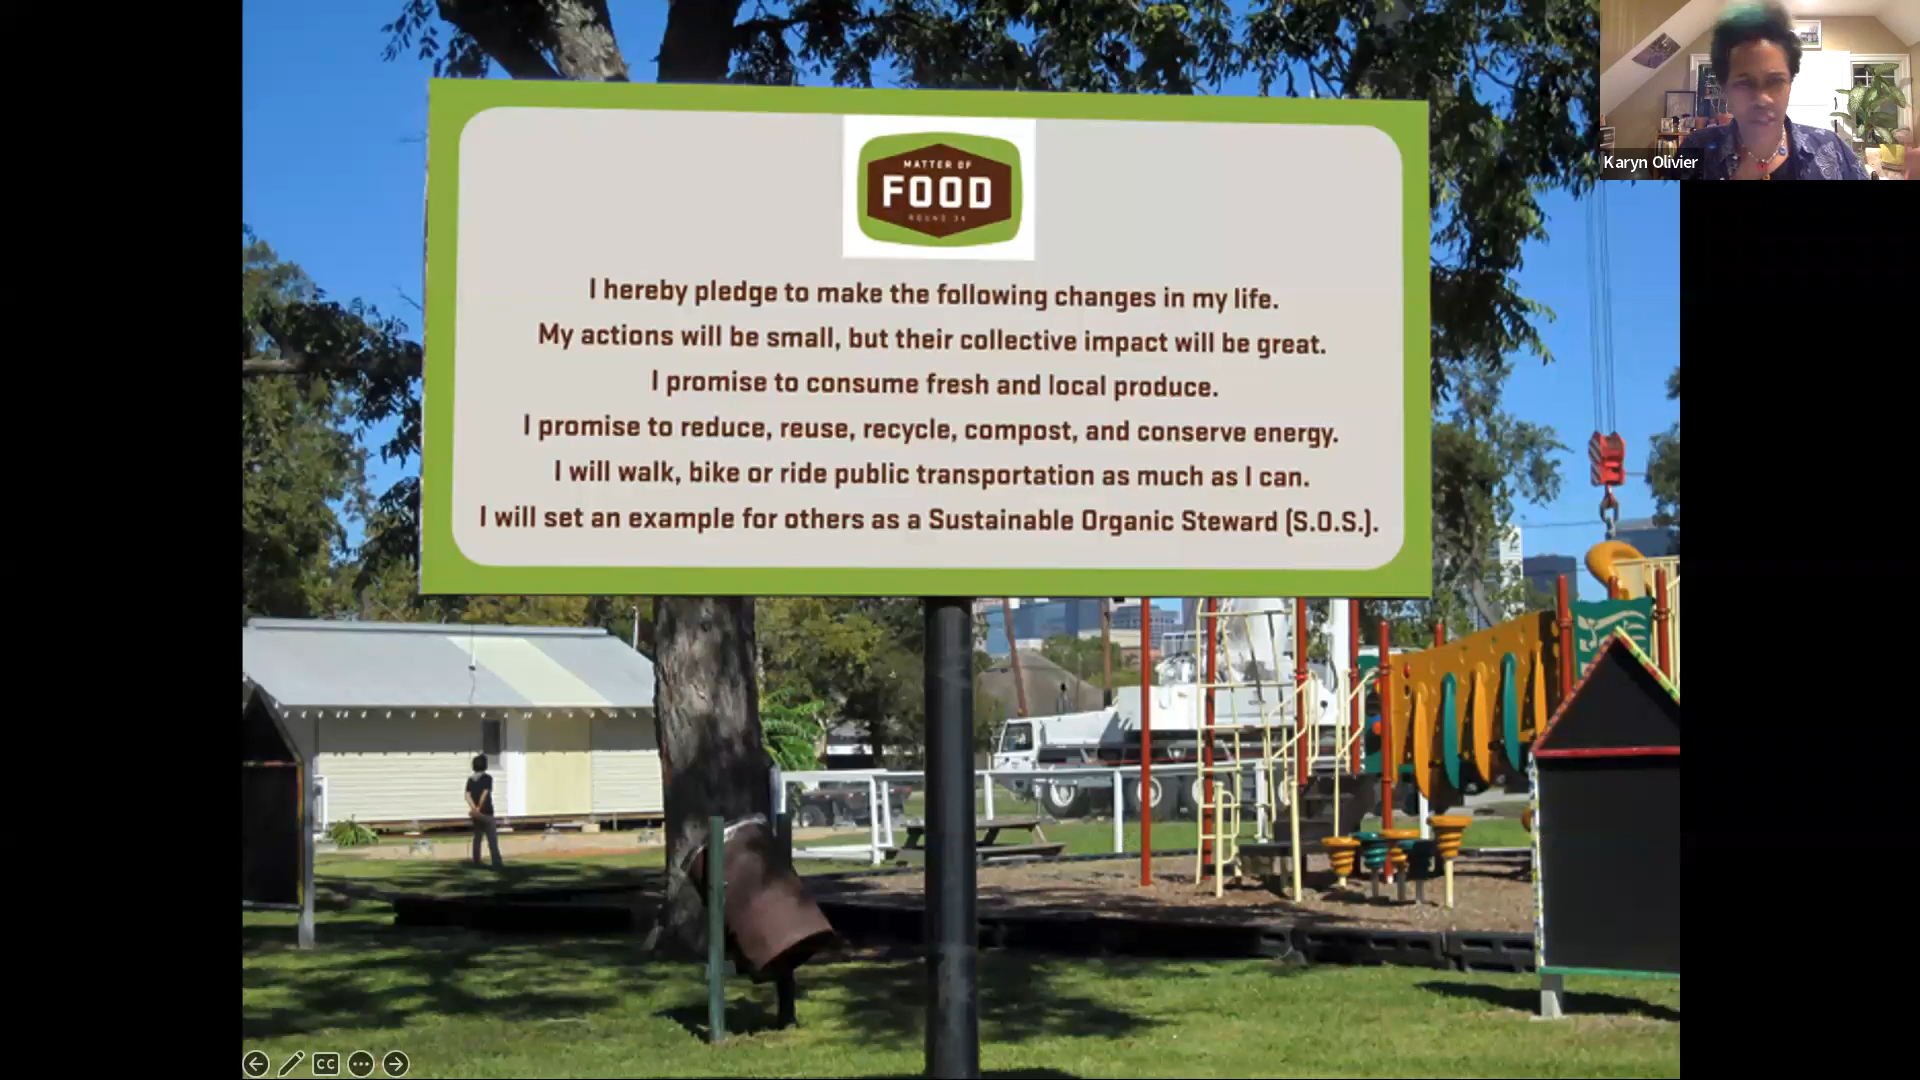 MATTER OF
FOOD
ROUND 34
I hereby pledge to make the following changes in my life.
My actions will be small, but their collective impact will be great.
I promise to consume fresh and local produce.
I promise to reduce, reuse, recycle, compost, and conserve energy.
I will walk, bike or ride public transportation as much as I can.
I will set an example for others as a Sustainable Organic Steward (S.O.S.).
Karyn Olivier
CC